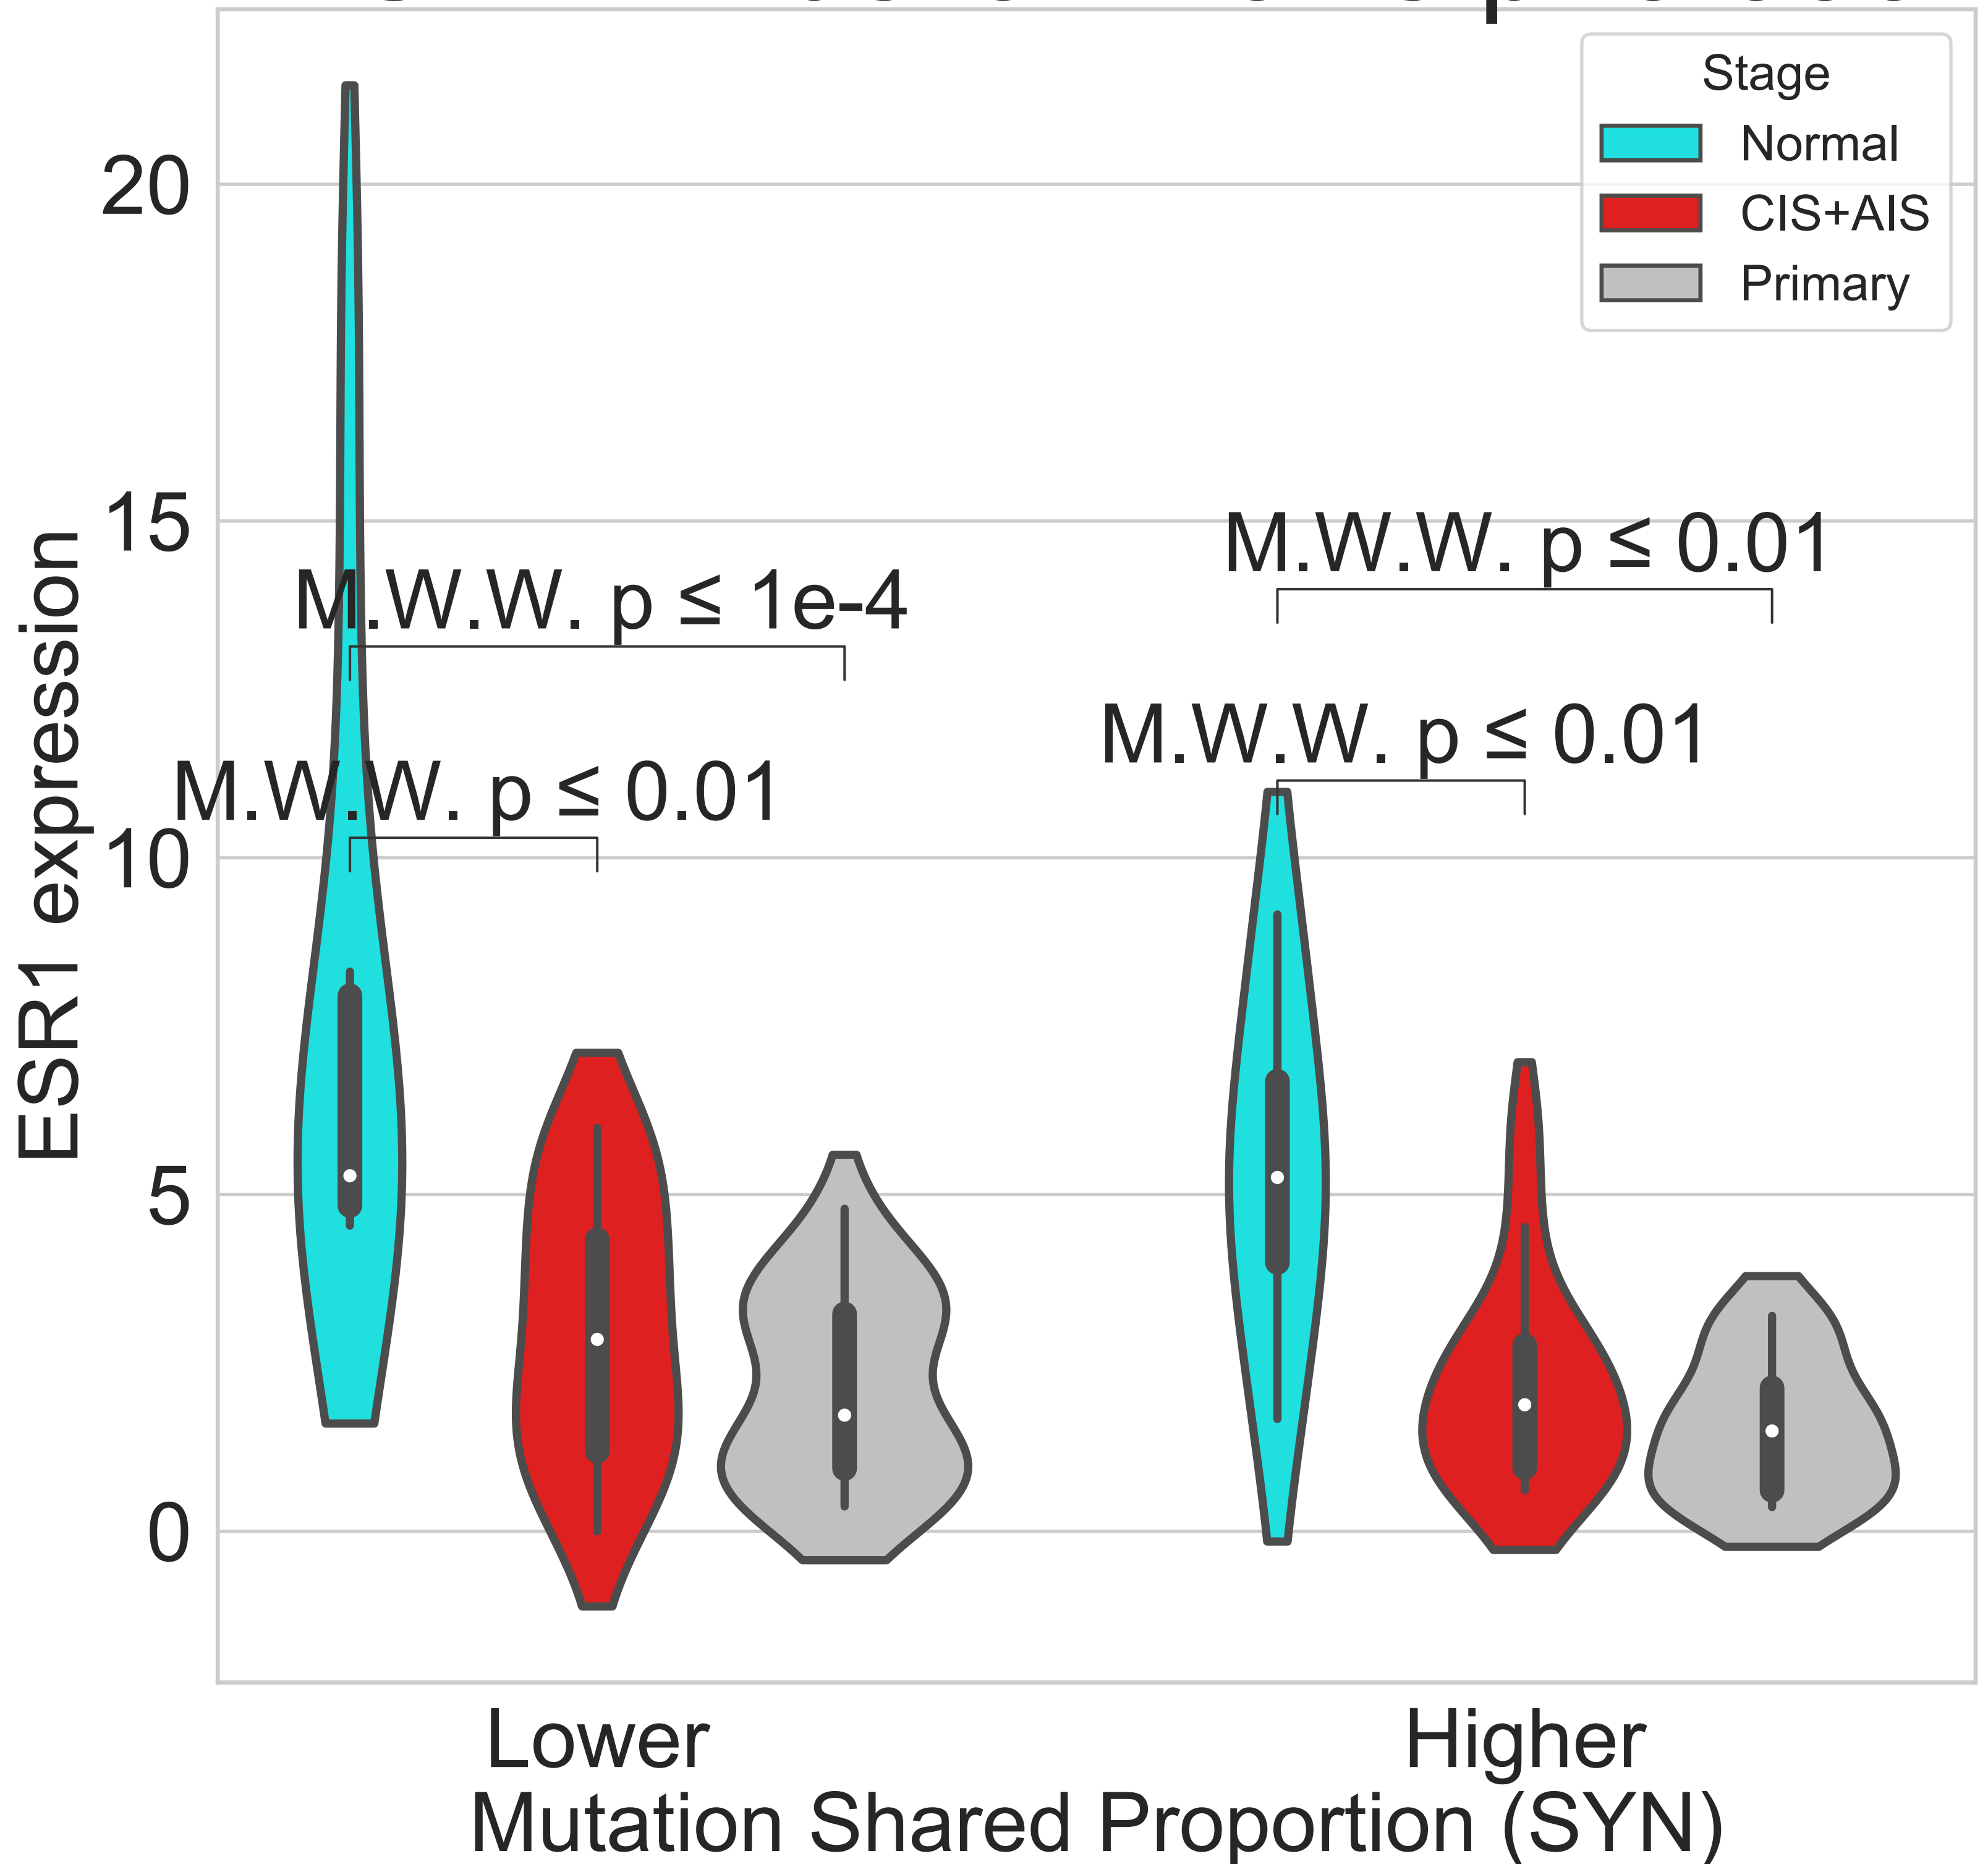 Stage
Normal
CIS+AIS
Primary
20
15
10
5
0
ESR1 expression
M.W.W. p ≤ 0.01
M.W.W. p ≤ 1e-4
M.W.W. p ≤ 0.01
M.W.W. p ≤ 0.01
Lower
Higher
Mutation Shared Proportion (SYN)